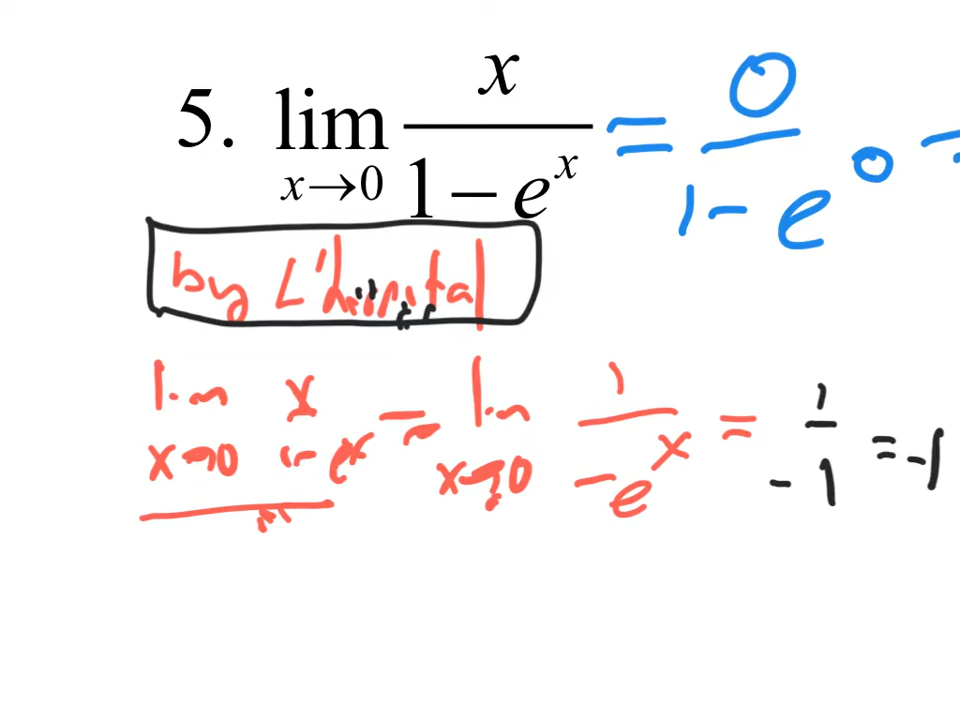 5. lim x→0 x / 1 − e^x = 0 / 1 - e^0
by L'hopital
lim x→0 x / 1 - e^x = lim x→0 1 / -e^x = 1 / -1 = -1